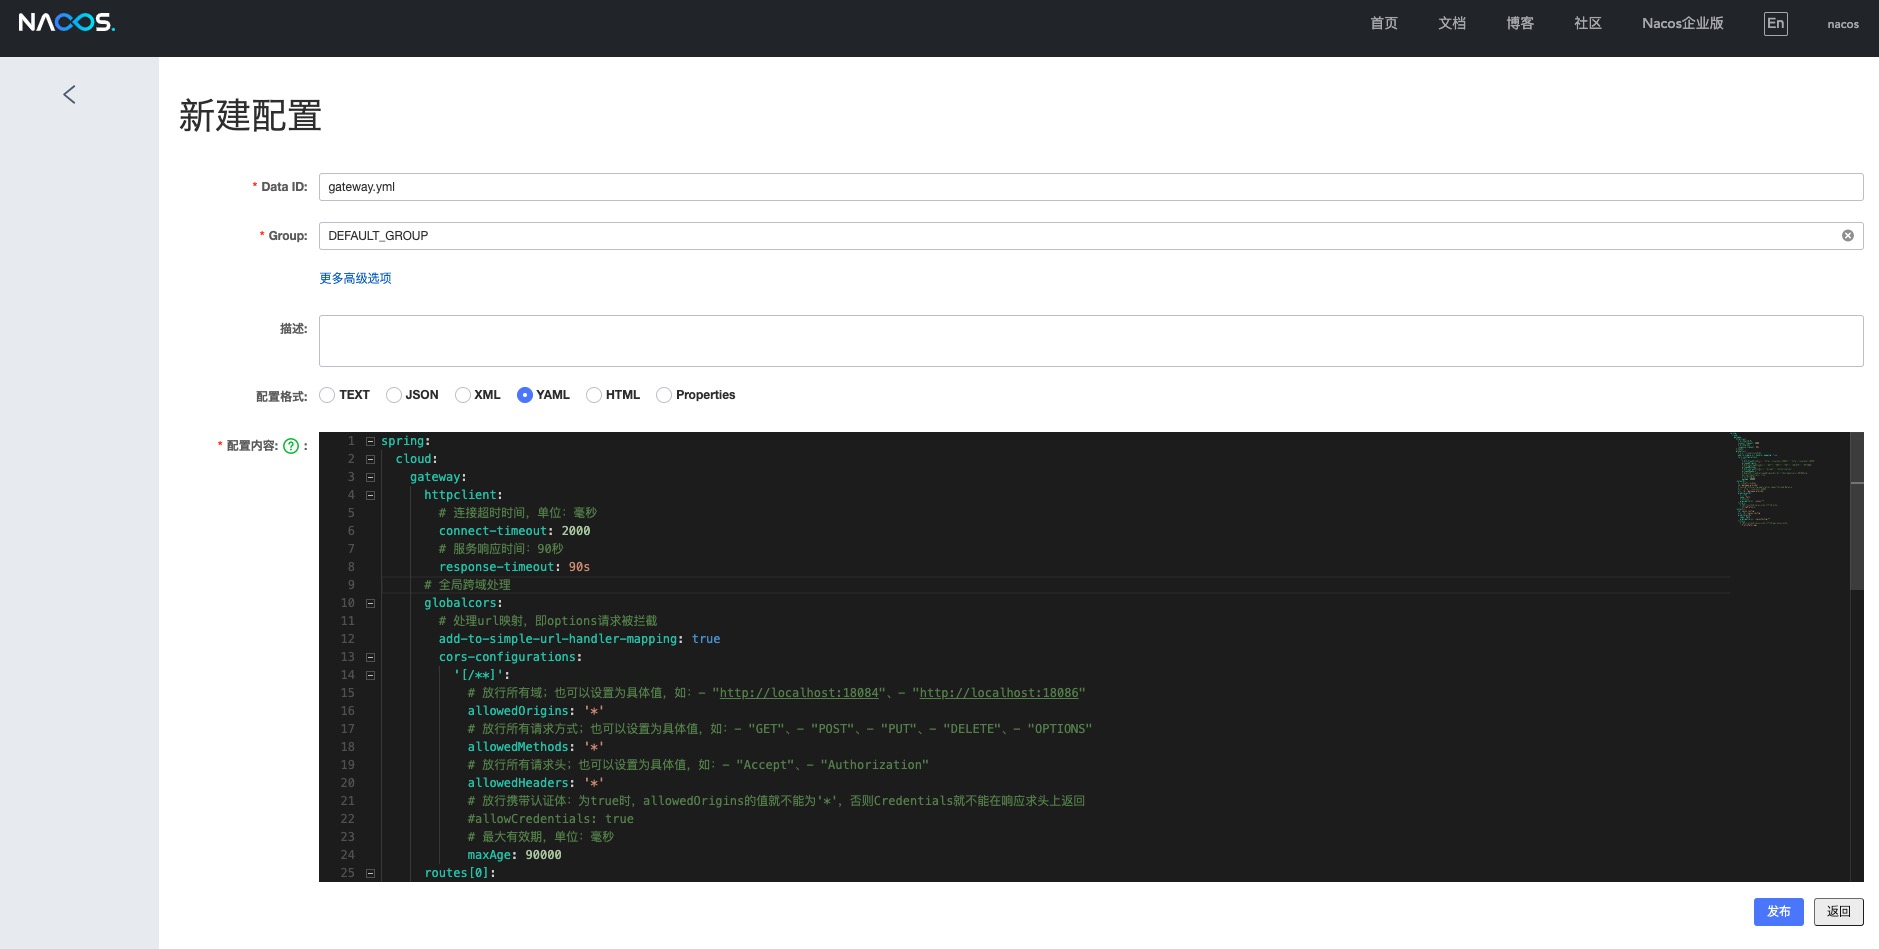 NACOS.
首页 文档 博客 社区 Nacos企业版 En nacos
新建配置
* Data ID: gateway.yml
* Group: DEFAULT_GROUP
更多高级选项
描述:
配置格式: TEXT JSON XML YAML HTML Properties
* 配置内容: ? :
1 spring:
2 cloud:
3 gateway:
4 httpclient:
5 # 连接超时时间，单位：毫秒
6 connect-timeout: 2000
7 # 服务响应时间：90秒
8 response-timeout: 90s
9 # 全局跨域处理
10 globalcors:
11 # 处理url映射，即options请求被拦截
12 add-to-simple-url-handler-mapping: true
13 cors-configurations:
14 '[/**]':
15 # 放行所有域；也可以设置为具体值，如：- "http://localhost:18084"、- "http://localhost:18086"
16 allowedOrigins: '*'
17 # 放行所有请求方式；也可以设置为具体值，如：- "GET"、- "POST"、- "PUT"、- "DELETE"、- "OPTIONS"
18 allowedMethods: '*'
19 # 放行所有请求头；也可以设置为具体值，如：- "Accept"、- "Authorization"
20 allowedHeaders: '*'
21 # 放行携带认证体：为true时，allowedOrigins的值就不能为'*'，否则Credentials就不能在响应求头上返回
22 #allowCredentials: true
23 # 最大有效期，单位：毫秒
24 maxAge: 90000
25 routes[0]:
发布 返回